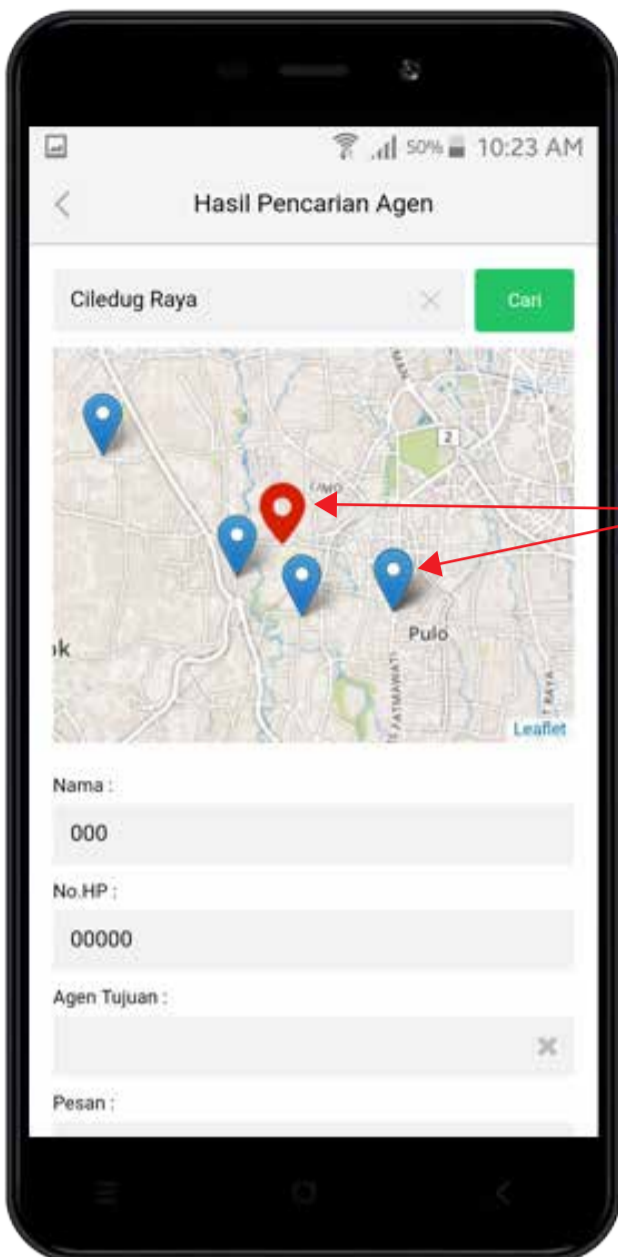 50% 10:23 AM
Hasil Pencarian Agen
Ciledug Raya
Cari
2
Pulo
Leaflet
Nama :
000
No.HP :
00000
Agen Tujuan :
Pesan :